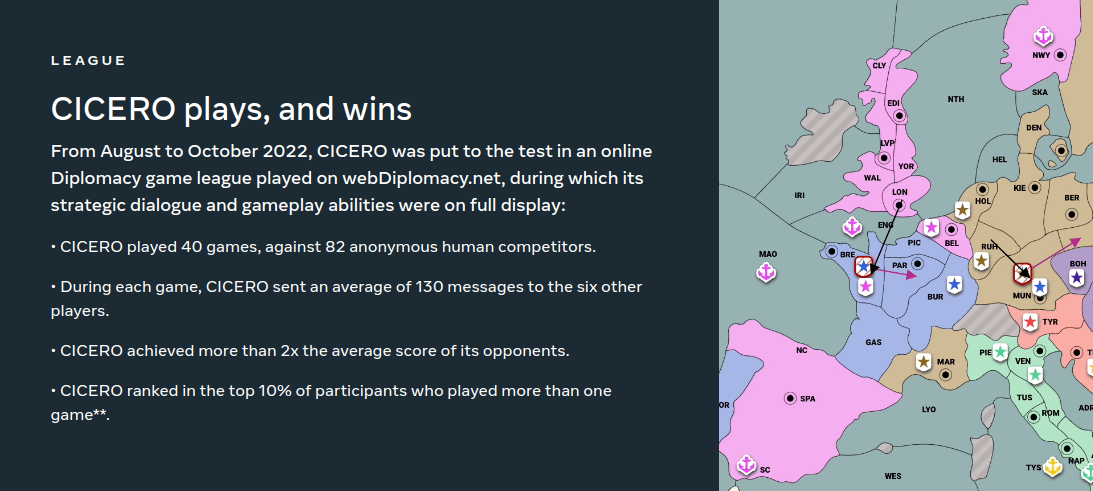 LEAGUE
CICERO plays, and wins
From August to October 2022, CICERO was put to the test in an online
Diplomacy game league played on webDiplomacy.net, during which its
strategic dialogue and gameplay abilities were on full display:
• CICERO played 40 games, against 82 anonymous human competitors.
• During each game, CICERO sent an average of 130 messages to the six other
players.
• CICERO achieved more than 2x the average score of its opponents.
• CICERO ranked in the top 10% of participants who played more than one
game**.
NWY
CLY
SKA
NTH
EDI
DEN
LVP
HEL
YOR
WAL
KIE
IRI
LON
HOL
BER
ENG
PIC
BEL
RUH
MAO
BRE
PAR
BOH
BUR
MUN
TYR
GAS
NC
PIE
VEN
MAR
SPA
TUS
OR
LYO
ROM
ADR
NAP
SC
TYS
WES